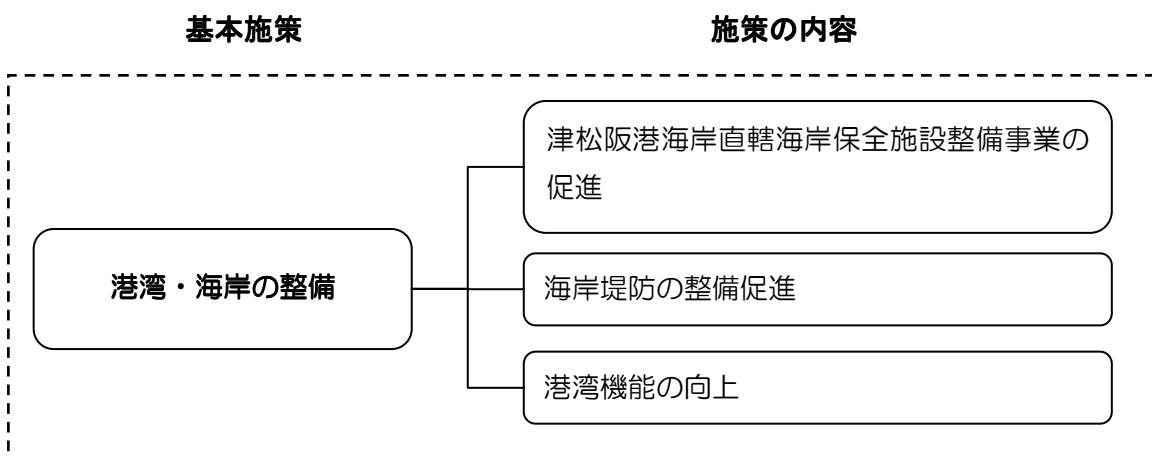 基本施策
施策の内容
港湾・海岸の整備
津松阪港海岸直轄海岸保全施設整備事業の
促進
海岸堤防の整備促進
港湾機能の向上